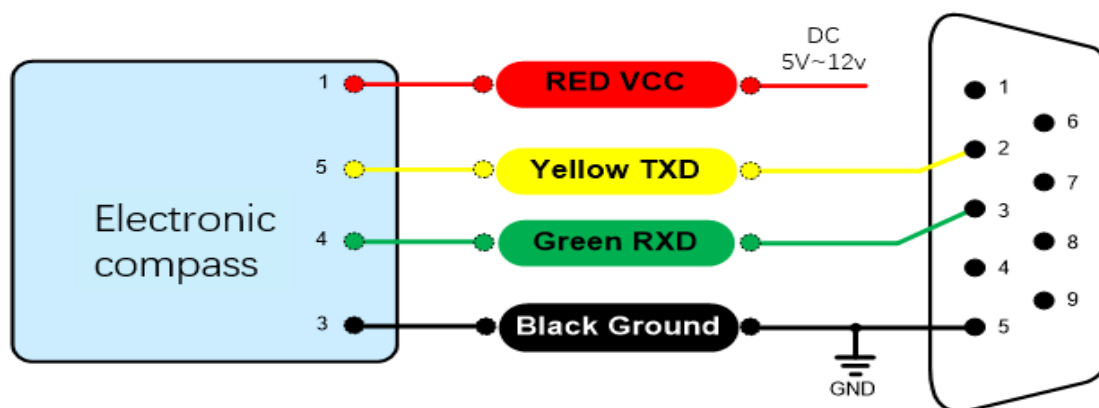 DC
5V~12v
1
RED VCC
1
6
5
Yellow TXD
2
7
Electronic
compass
4
Green RXD
3
8
4
9
3
Black Ground
5
GND